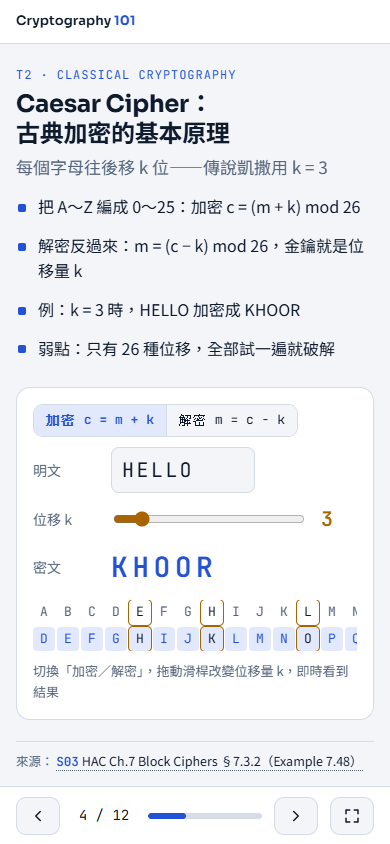 Cryptography 101
T2 · CLASSICAL CRYPTOGRAPHY
Caesar Cipher：
古典加密的基本原理
每個字母往後移 k 位——傳說凱撒用 k = 3
把 A～Z 編成 0～25：加密 c = (m + k) mod 26
解密反過來：m = (c − k) mod 26，金鑰就是位
移量 k
例：k = 3 時，HELLO 加密成 KHOOR
弱點：只有 26 種位移，全部試一遍就破解
加密 c = m + k 解密 m = c - k
明文 HELLO
位移 k 3
密文 KHOOR
A B C D E F G H I J K L M N
D E F G H I J K L M N O P Q
切換「加密／解密」，拖動滑桿改變位移量 k，即時看到
結果
來源： S03 HAC Ch.7 Block Ciphers §7.3.2（Example 7.48）
4 / 12